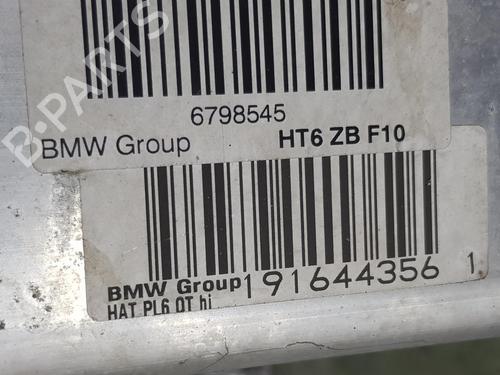 6798545
BMW Group HT6 ZB F10
B-PARTS
BMW Group 191644356 1
HAT PL6 OT hi